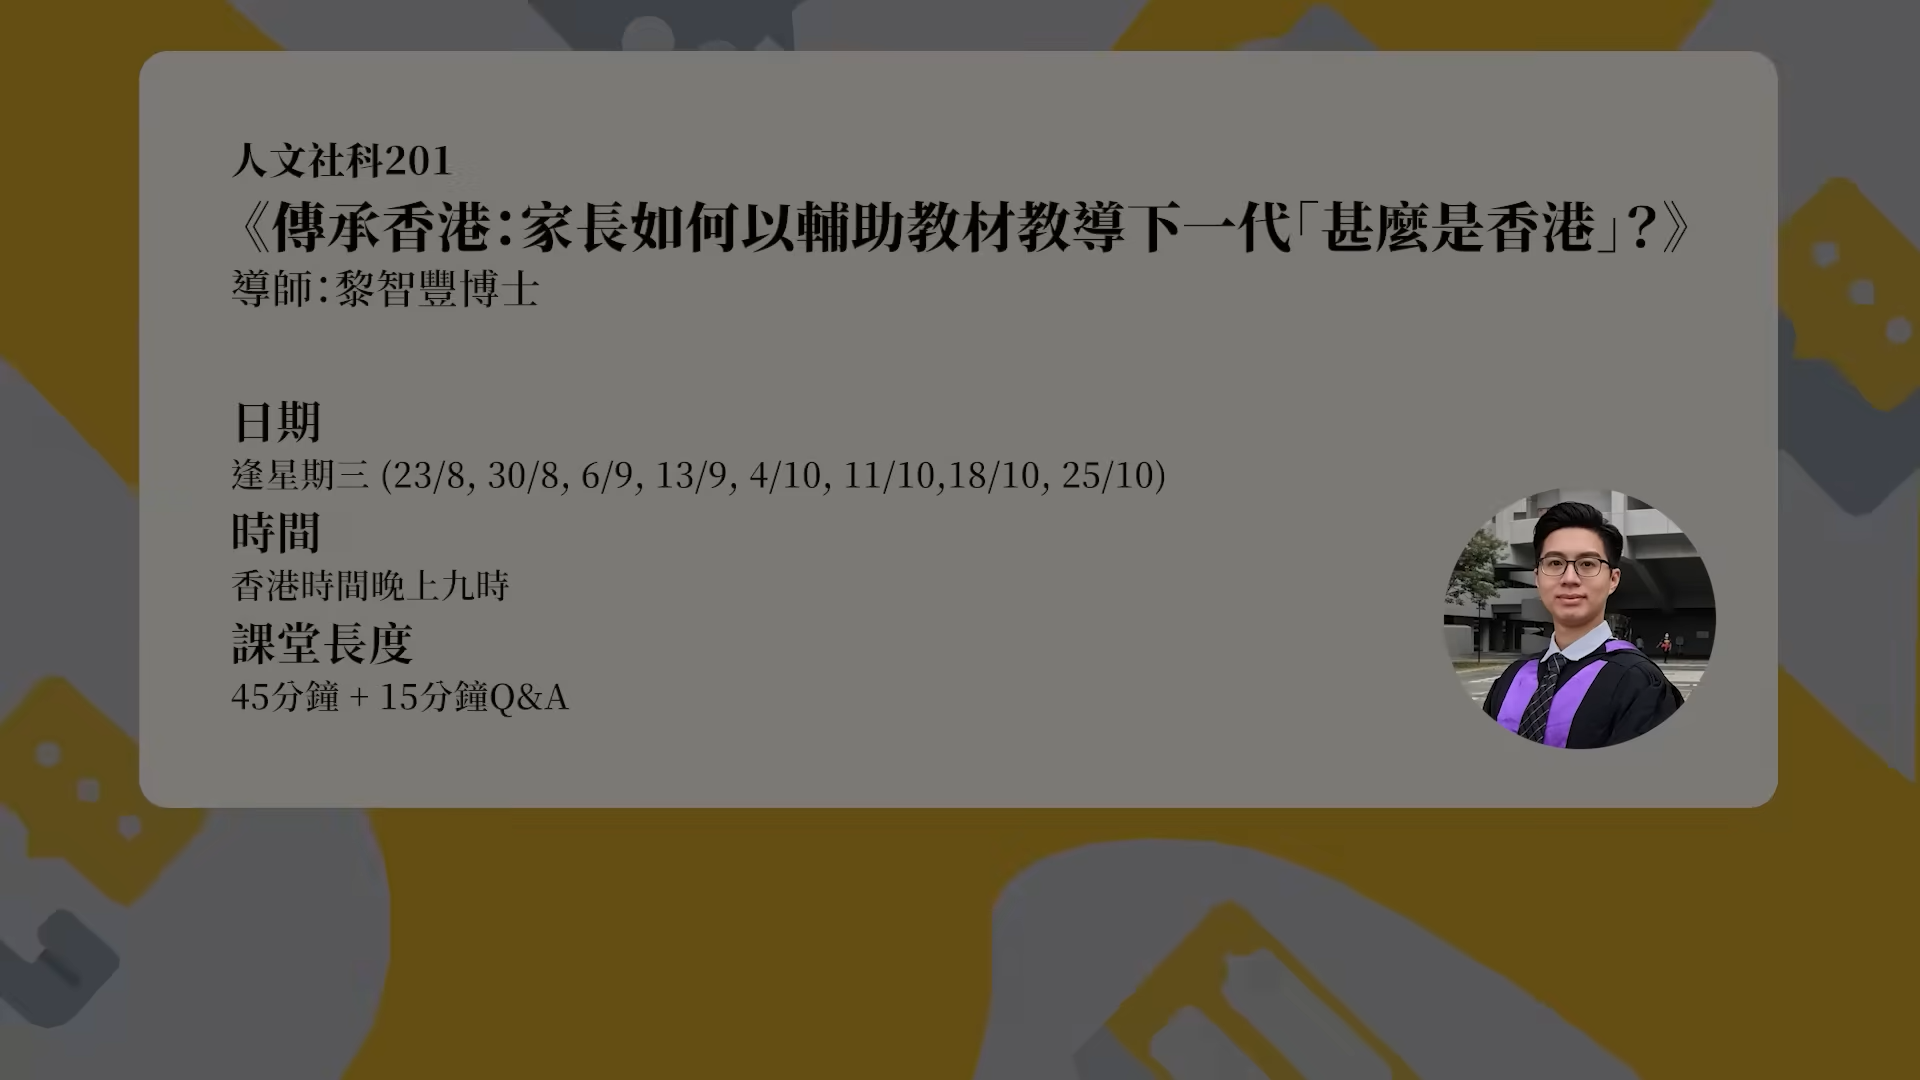 人文社科201
《傳承香港：家長如何以輔助教材教導下一代「甚麼是香港」？》
導師：黎智豐博士
日期
逢星期三 (23/8, 30/8, 6/9, 13/9, 4/10, 11/10,18/10, 25/10)
時間
香港時間晚上九時
課堂長度
45分鐘 + 15分鐘Q&A